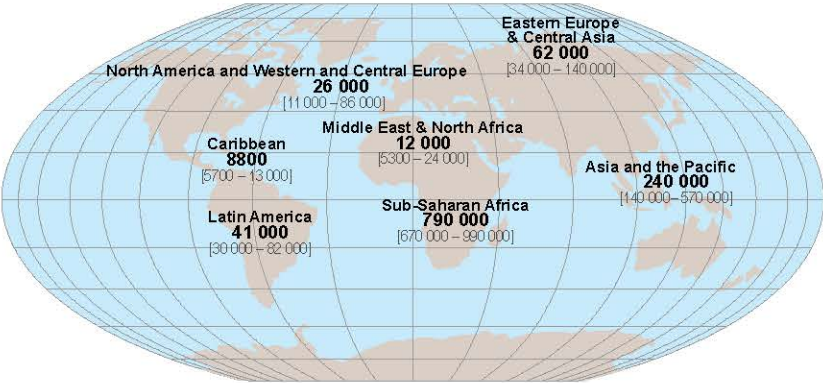 Eastern Europe
& Central Asia
62 000
[34 000 – 140 000]
North America and Western and Central Europe
26 000
[11 000 – 86 000]
Middle East & North Africa
12 000
[5300 – 24 000]
Caribbean
8800
[5700 – 13 000]
Asia and the Pacific
240 000
[140 000 – 570 000]
Sub-Saharan Africa
790 000
[670 000 – 990 000]
Latin America
41 000
[30 000 – 82 000]